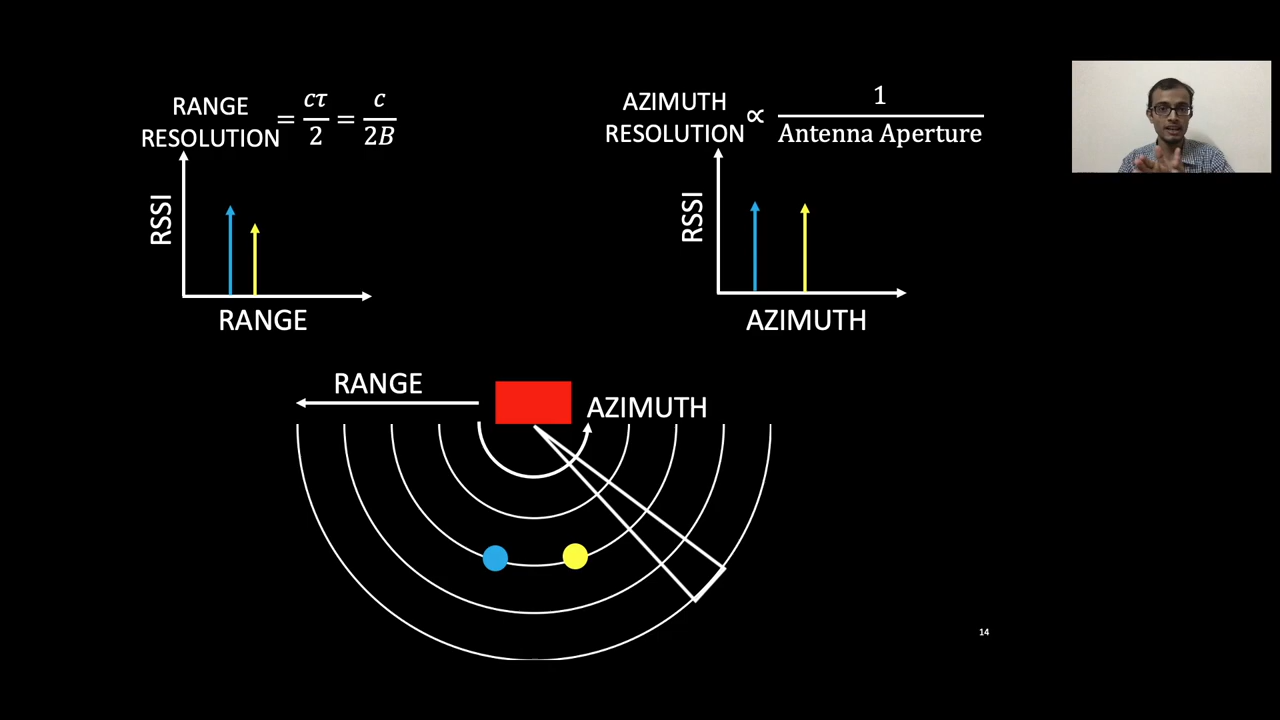 RANGE
RESOLUTION = cτ/2 = c/2B
RSSI
RANGE
AZIMUTH
RESOLUTION ∝ 1/Antenna Aperture
RSSI
AZIMUTH
RANGE
AZIMUTH
14